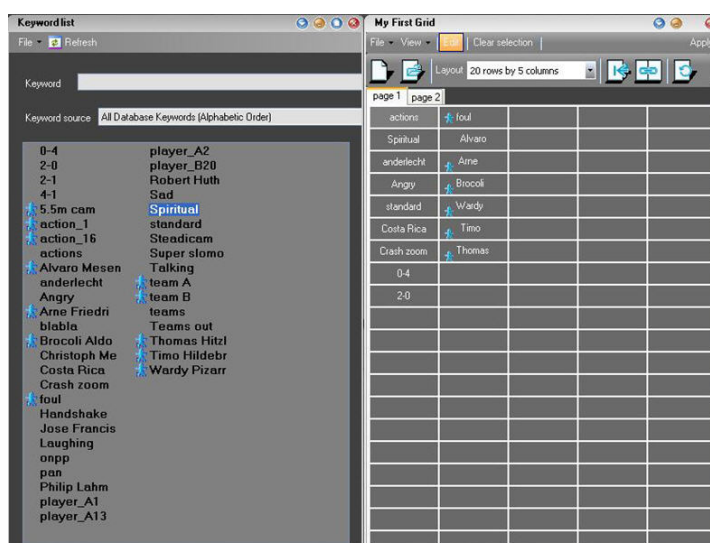 Keyword list
File Refresh
Keyword
Keyword source All Database Keywords (Alphabetic Order)
0-4
2-0
2-1
4-1
5.5m cam
action_1
action_16
actions
Alvaro Mesen
anderlecht
Angry
Arne Friedri
blabla
Brocoli Aldo
Christoph Me
Costa Rica
Crash zoom
foul
Handshake
Jose Francis
Laughing
onpp
pan
Philip Lahm
player_A1
player_A13
player_A2
player_B20
Robert Huth
Sad
Spiritual
standard
Steadicam
Super slomo
Talking
team A
team B
teams
Teams out
Thomas Hitzl
Timo Hildebr
Wardy Pizarr
My First Grid
File View Edit Clear selection Apply
Layout 20 rows by 5 columns
page 1 page 2
actions foul
Spiritual Alvaro
anderlecht Arne
Angry Brocoli
standard Wardy
Costa Rica Timo
Crash zoom Thomas
0-4
2-0